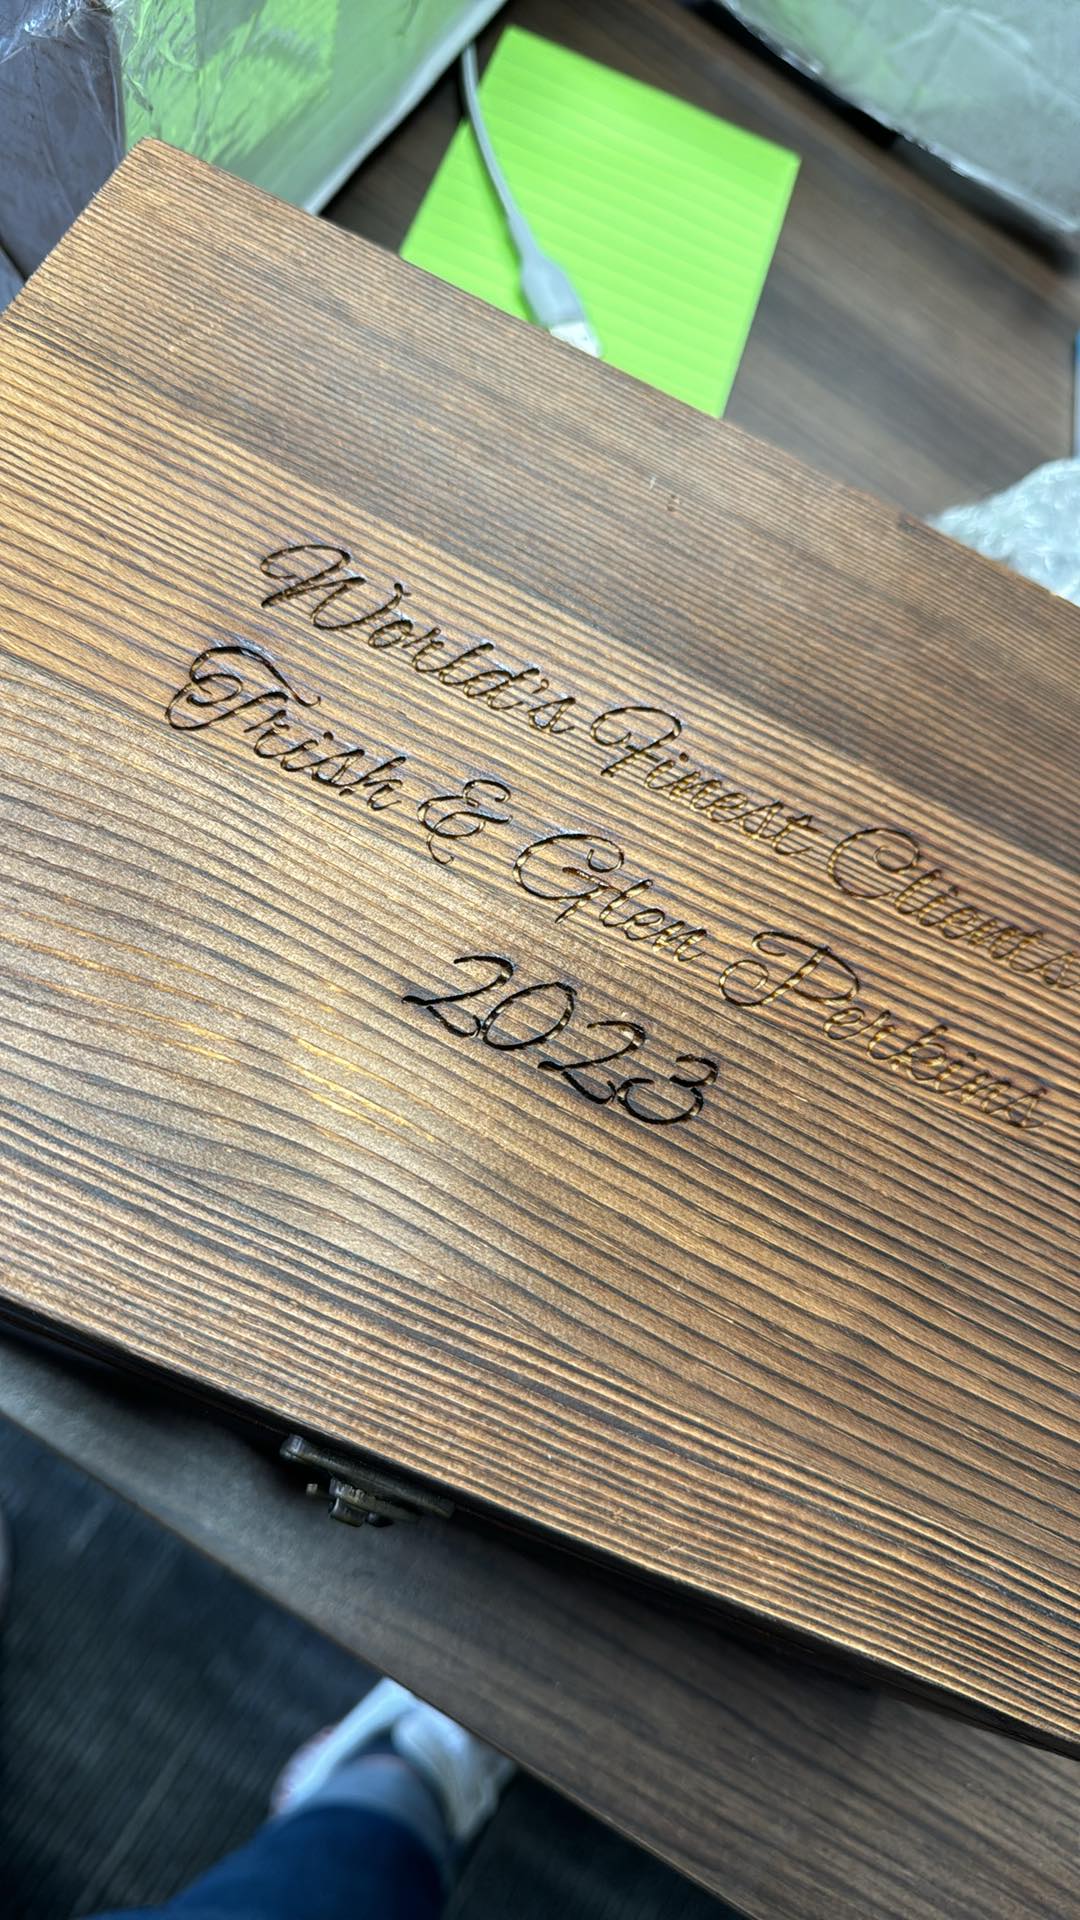 World's Finest Clients
Trish & Glen Perkins
2023